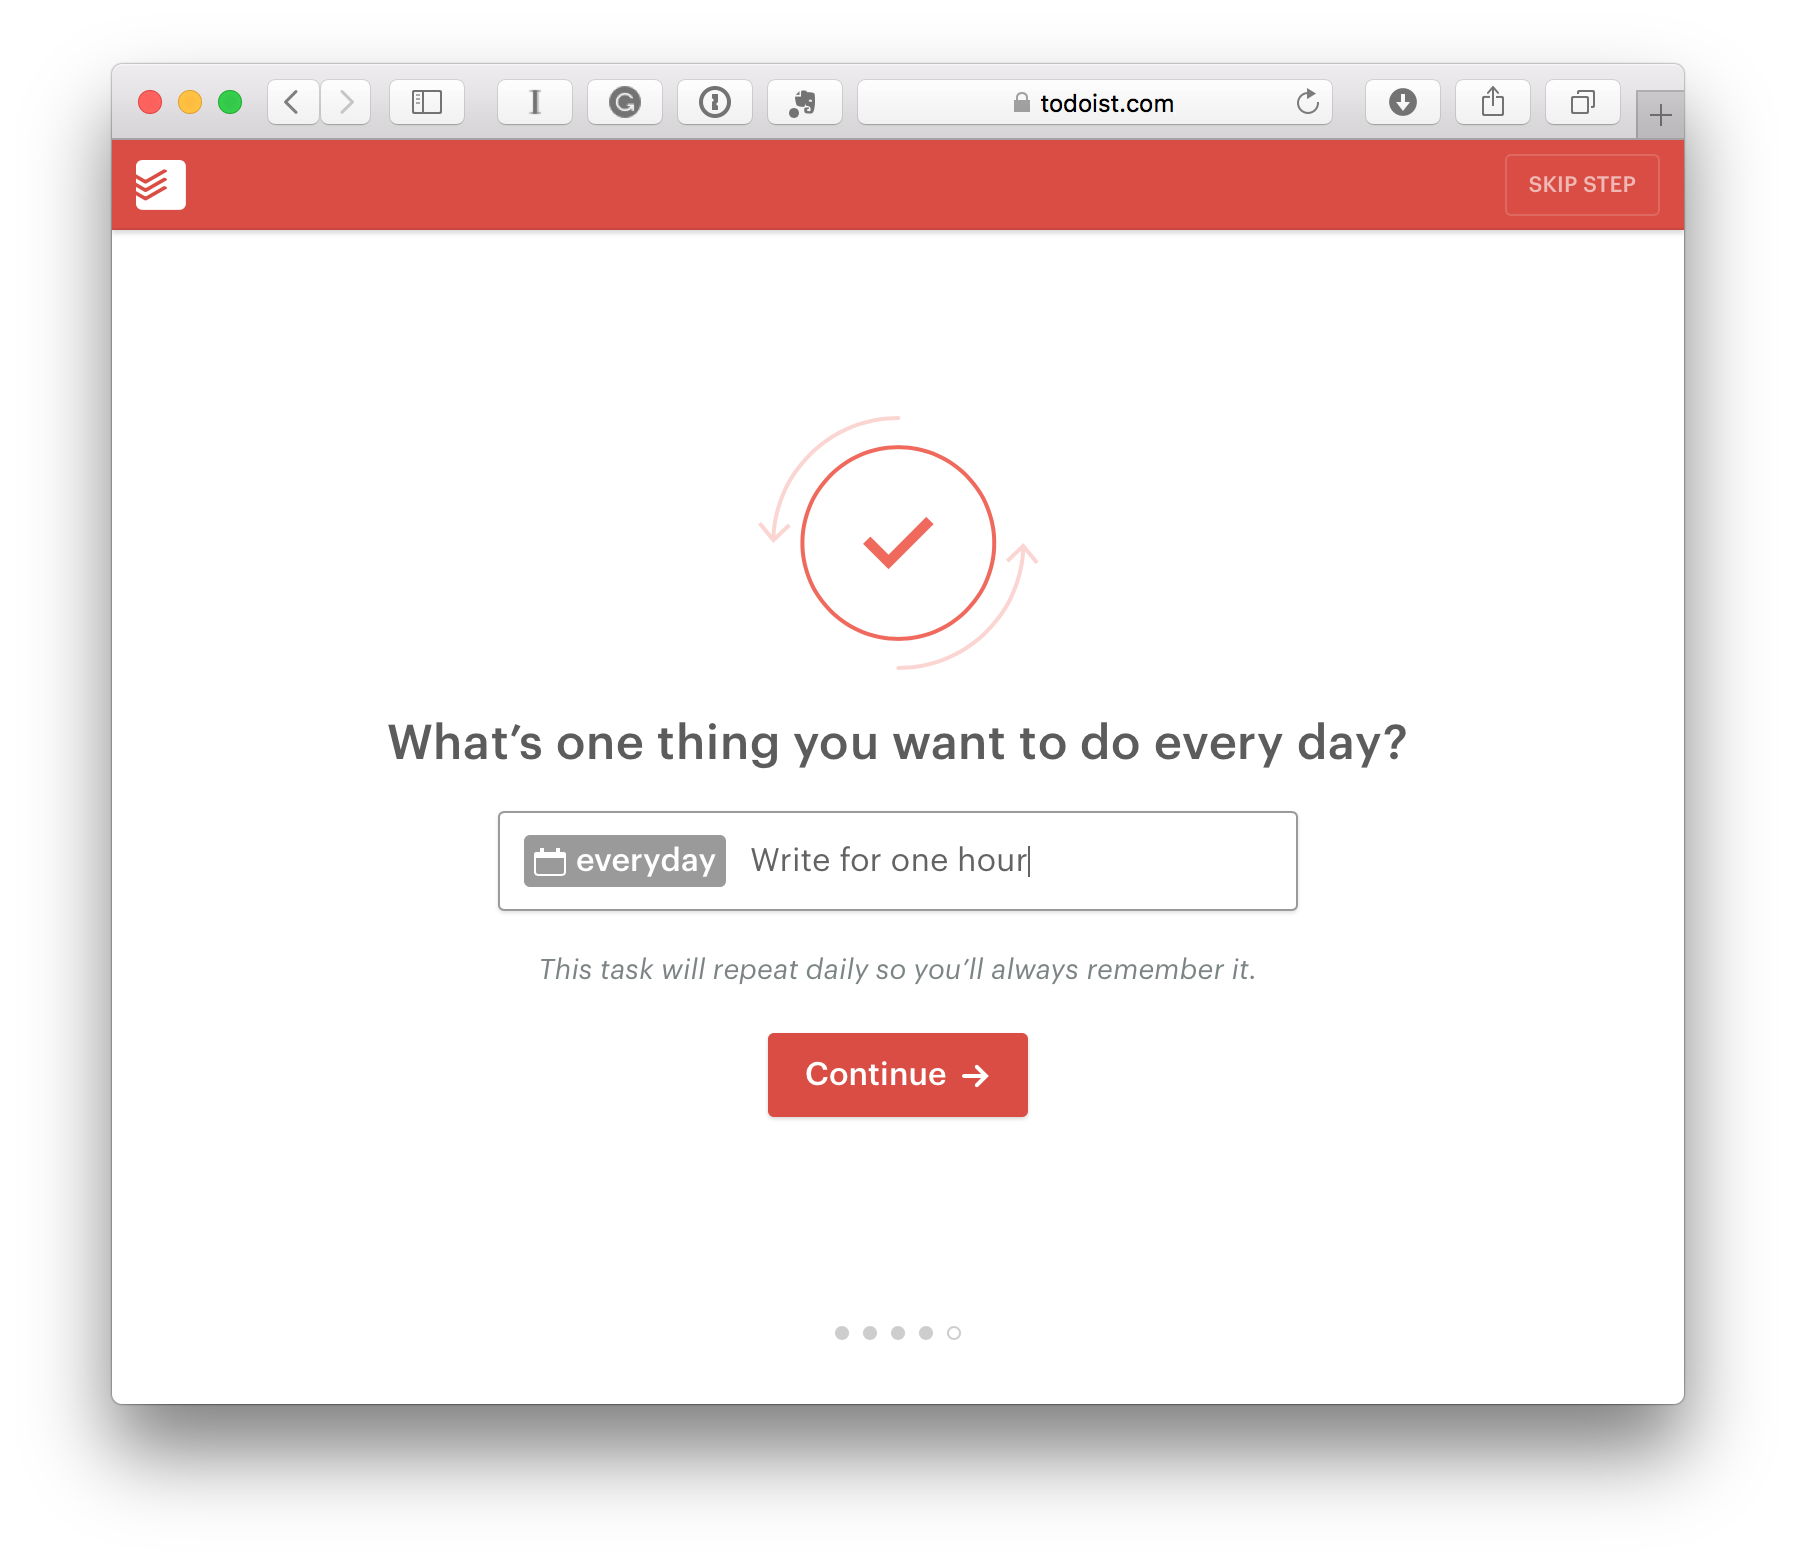 todoist.com
SKIP STEP
What’s one thing you want to do every day?
everyday Write for one hour
This task will repeat daily so you’ll always remember it.
Continue →